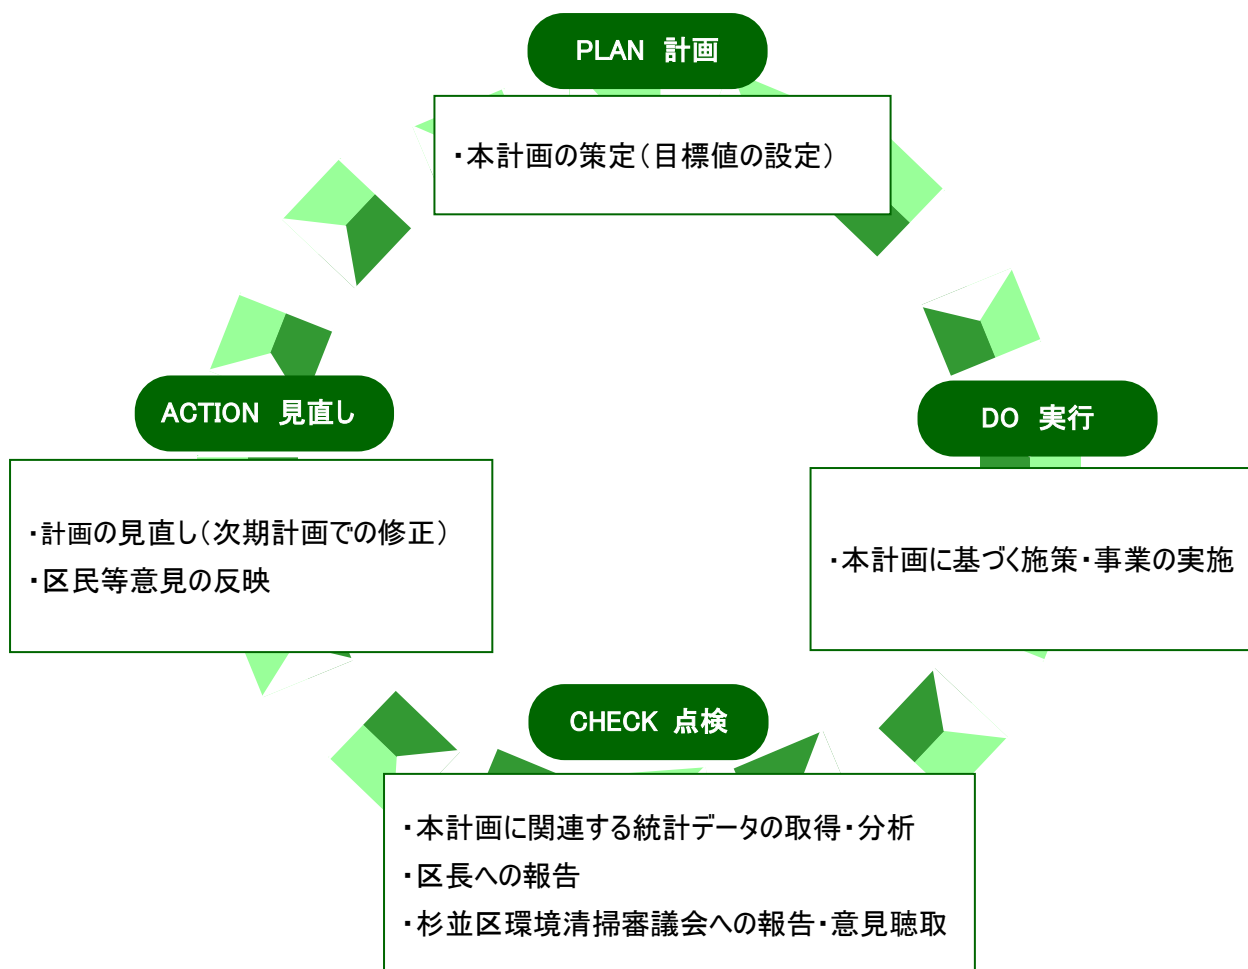 PLAN 計画
・本計画の策定(目標値の設定)
ACTION 見直し
・計画の見直し(次期計画での修正)
・区民等意見の反映
DO 実行
・本計画に基づく施策・事業の実施
CHECK 点検
・本計画に関連する統計データの取得・分析
・区長への報告
・杉並区環境清掃審議会への報告・意見聴取